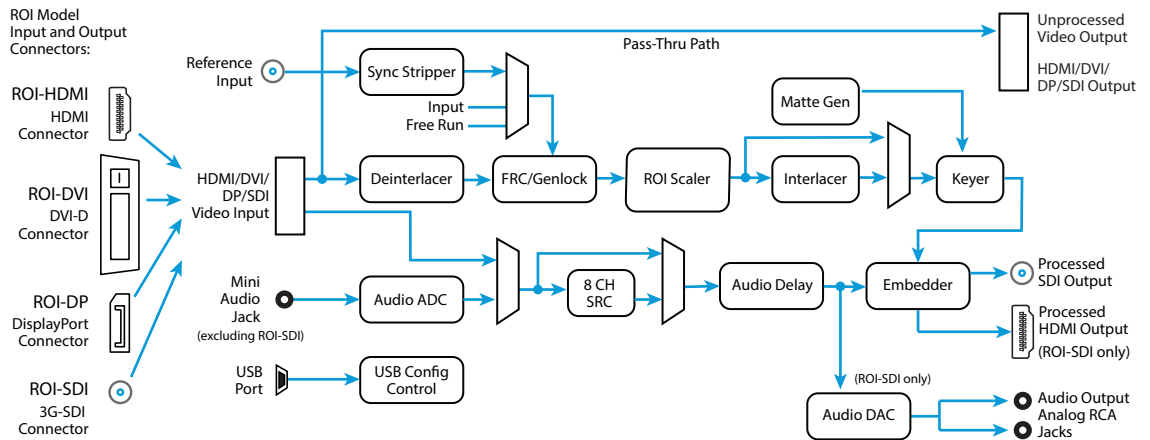 ROI Model
Input and Output
Connectors:
ROI-HDMI
HDMI
Connector
ROI-DVI
DVI-D
Connector
ROI-DP
DisplayPort
Connector
ROI-SDI
3G-SDI
Connector
Reference
Input
Sync Stripper
Input
Free Run
Pass-Thru Path
Unprocessed
Video Output
HDMI/DVI/
DP/SDI Output
HDMI/DVI/
DP/SDI
Video Input
Deinterlacer
FRC/Genlock
ROI Scaler
Matte Gen
Interlacer
Keyer
Mini
Audio
Jack
(excluding ROI-SDI)
Audio ADC
8 CH
SRC
Audio Delay
Embedder
Processed
SDI Output
Processed
HDMI Output
(ROI-SDI only)
USB
Port
USB Config
Control
(ROI-SDI only)
Audio DAC
Audio Output
Analog RCA
Jacks